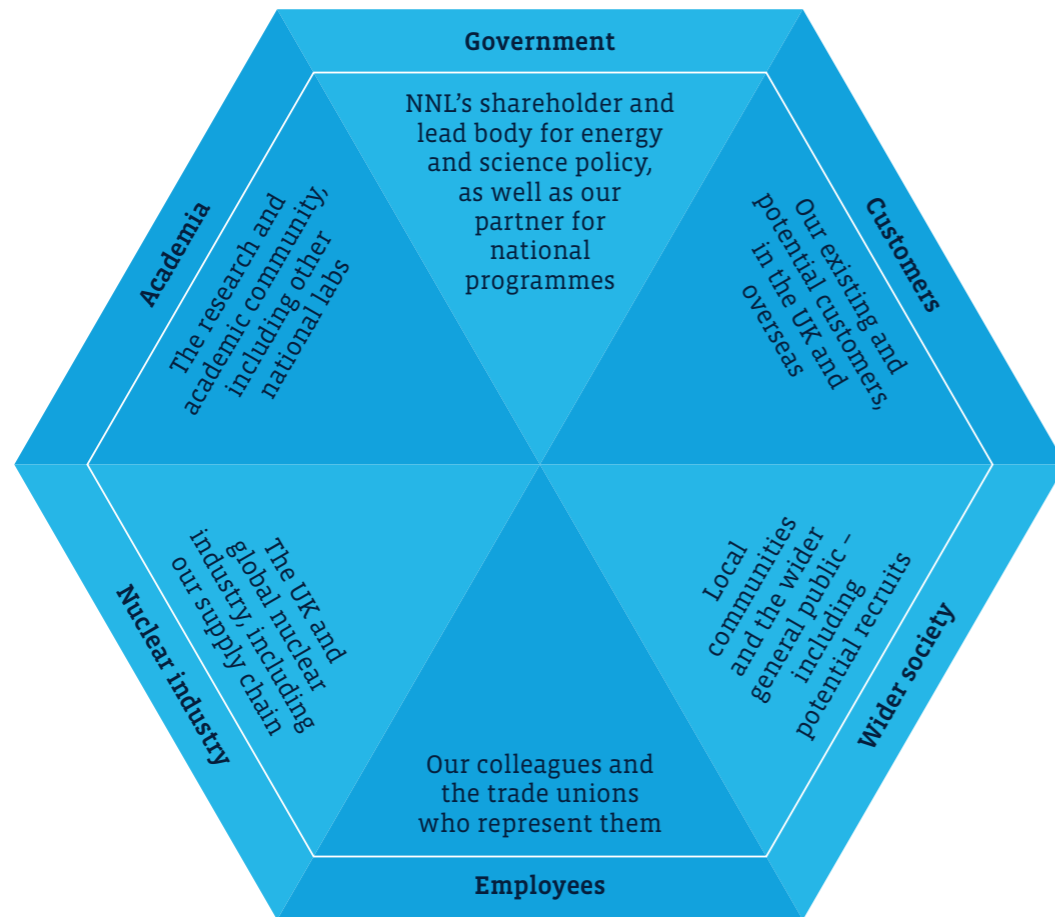 Government
NNL’s shareholder and
lead body for energy
and science policy,
as well as our
partner for
national
programmes
Customers
Our existing and
potential customers,
in the UK and
overseas
Wider society
Local
communities
and the wider
general public –
including
potential recruits
Employees
Our colleagues and
the trade unions
who represent them
Nuclear industry
The UK and
global nuclear
industry, including
our supply chain
Academia
The research and
academic community,
including other
national labs